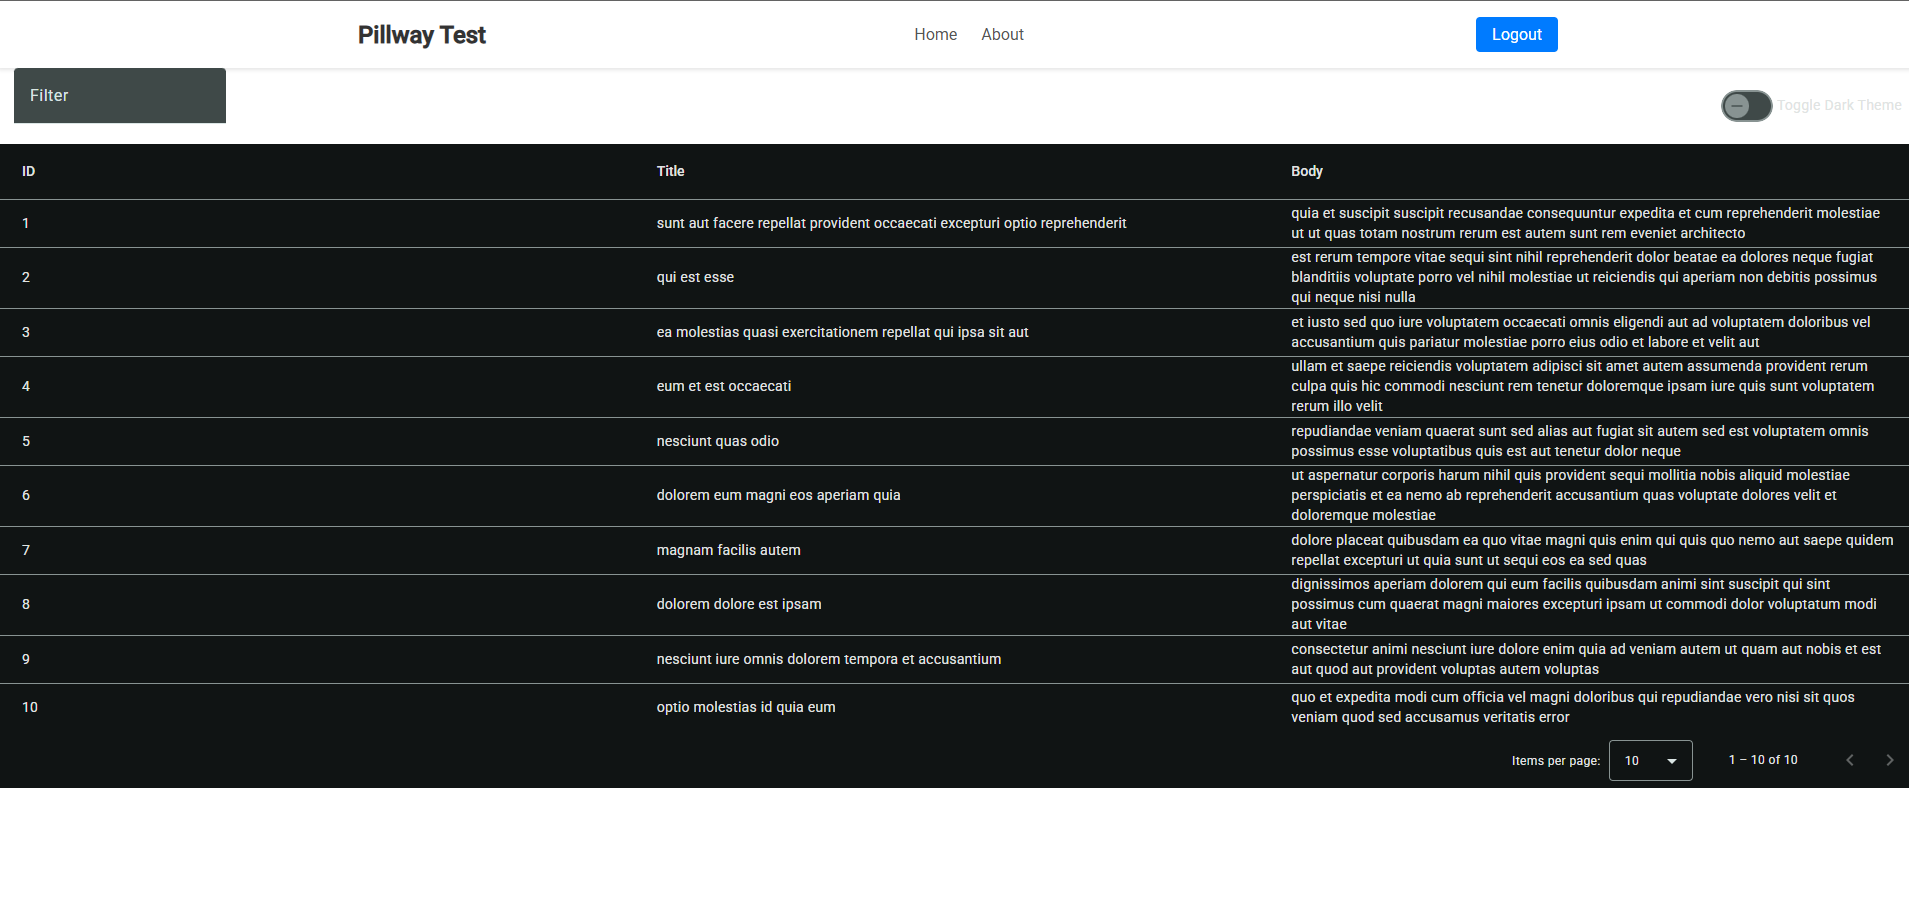 Pillway Test
Home About
Logout
Filter
Toggle Dark Theme
ID Title Body
1 sunt aut facere repellat provident occaecati excepturi optio reprehenderit quia et suscipit suscipit recusandae consequuntur expedita et cum reprehenderit molestiae
ut ut quas totam nostrum rerum est autem sunt rem eveniet architecto
2 qui est esse est rerum tempore vitae sequi sint nihil reprehenderit dolor beatae ea dolores neque fugiat
blanditiis voluptate porro vel nihil molestiae ut reiciendis qui aperiam non debitis possimus
qui neque nisi nulla
3 ea molestias quasi exercitationem repellat qui ipsa sit aut et iusto sed quo iure voluptatem occaecati omnis eligendi aut ad voluptatem doloribus vel
accusantium quis pariatur molestiae porro eius odio et labore et velit aut
4 eum et est occaecati ullam et saepe reiciendis voluptatem adipisci sit amet autem assumenda provident rerum
culpa quis hic commodi nesciunt rem tenetur doloremque ipsam iure quis sunt voluptatem
rerum illo velit
5 nesciunt quas odio repudiandae veniam quaerat sunt sed alias aut fugiat sit autem sed est voluptatem omnis
possimus esse voluptatibus quis est aut tenetur dolor neque
6 dolorem eum magni eos aperiam quia ut aspernatur corporis harum nihil quis provident sequi mollitia nobis aliquid molestiae
perspiciatis et ea nemo ab reprehenderit accusantium quas voluptate dolores velit et
doloremque molestiae
7 magnam facilis autem dolore placeat quibusdam ea quo vitae magni quis enim qui quis quo nemo aut saepe quidem
repellat excepturi ut quia sunt ut sequi eos ea sed quas
8 dolorem dolore est ipsam dignissimos aperiam dolorem qui eum facilis quibusdam animi sint suscipit qui sint
possimus cum quaerat magni maiores excepturi ipsam ut commodi dolor voluptatum modi
aut vitae
9 nesciunt iure omnis dolorem tempora et accusantium consectetur animi nesciunt iure dolore enim quia ad veniam autem ut quam aut nobis et est
aut quod aut provident voluptas autem voluptas
10 optio molestias id quia eum quo et expedita modi cum officia vel magni doloribus qui repudiandae vero nisi sit quos
veniam quod sed accusamus veritatis error
Items per page: 10 1 – 10 of 10